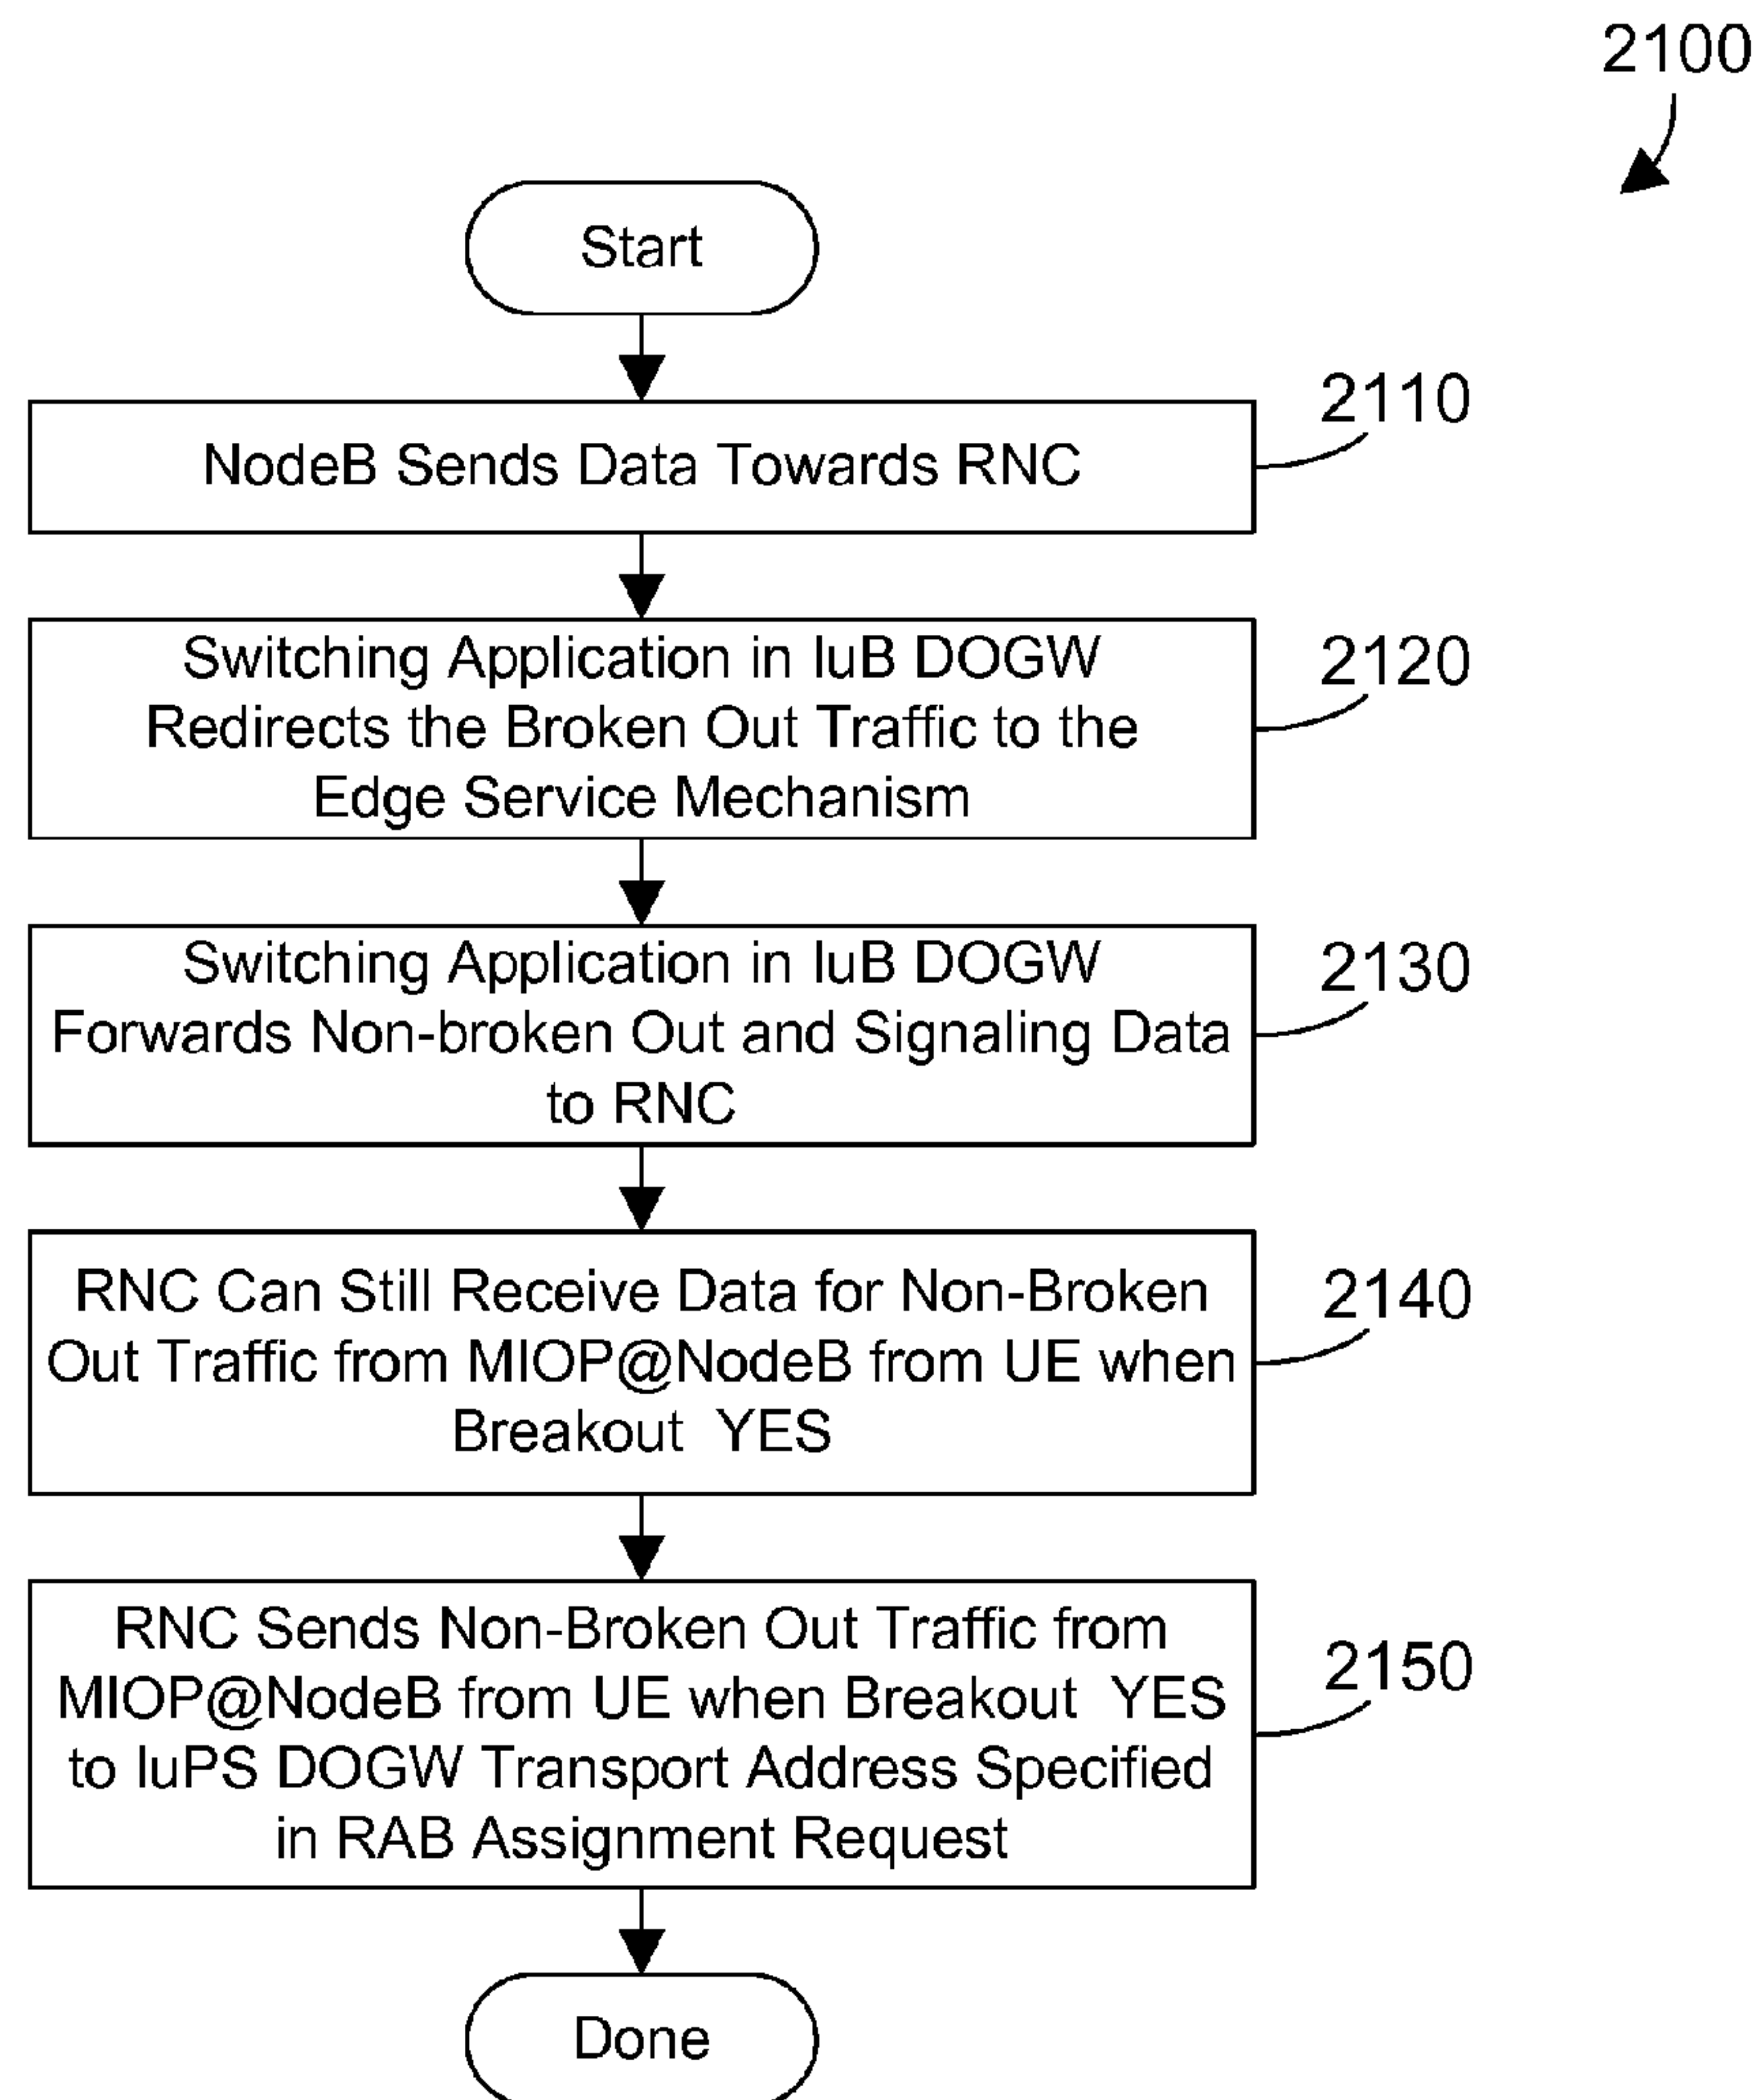 2100
Start
2110
NodeB Sends Data Towards RNC
Switching Application in IuB DOGW
Redirects the Broken Out Traffic to the
Edge Service Mechanism
2120
Switching Application in IuB DOGW
Forwards Non-broken Out and Signaling Data
to RNC
2130
RNC Can Still Receive Data for Non-Broken
Out Traffic from MIOP@NodeB from UE when
Breakout YES
2140
RNC Sends Non-Broken Out Traffic from
MIOP@NodeB from UE when Breakout YES
to IuPS DOGW Transport Address Specified
in RAB Assignment Request
2150
Done